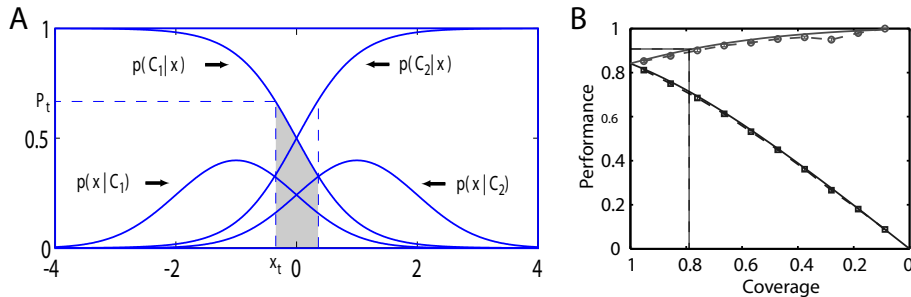 A
1
p(C₁|x)
p(C₂|x)
Pₜ
0.5
p(x|C₁)
p(x|C₂)
0
-4
-2
xₜ
0
2
4
B
1
0.8
0.6
0.4
0.2
0
Performance
1
0.8
0.6
0.4
0.2
0
Coverage